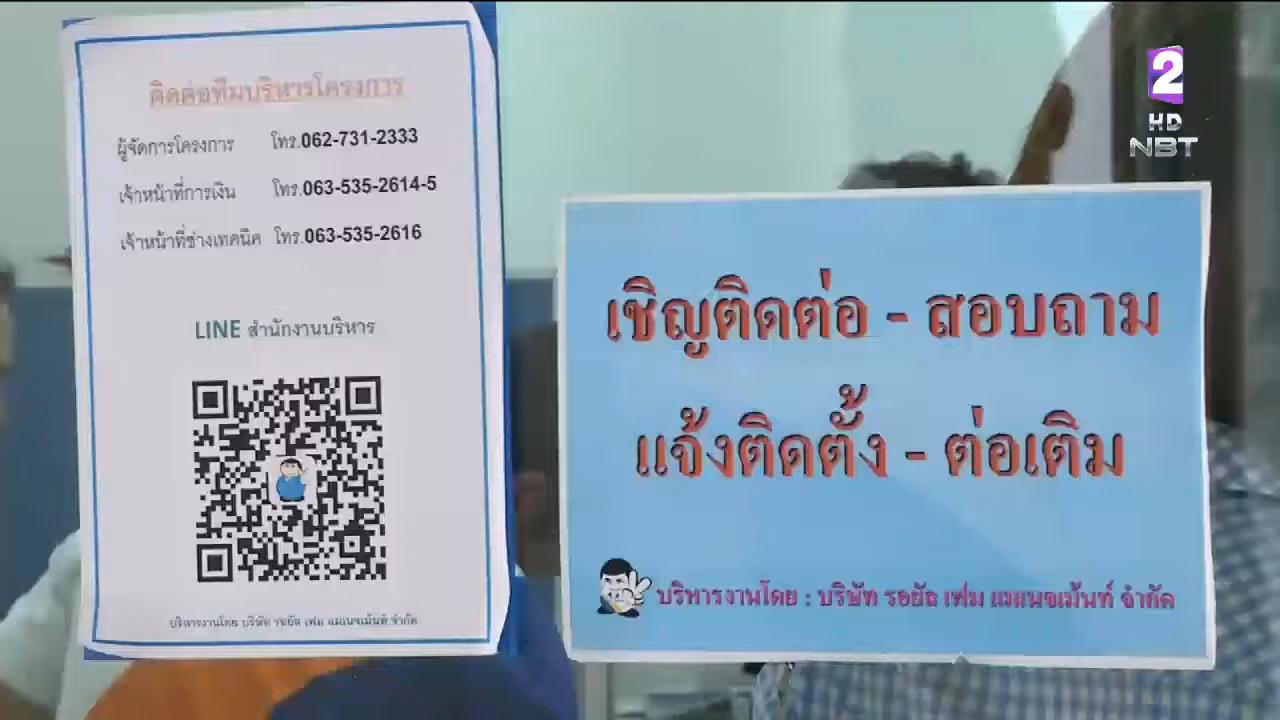 ติดต่อทีมบริหารโครงการ
ผู้จัดการโครงการ โทร.062-731-2333
เจ้าหน้าที่การเงิน โทร.063-535-2614-5
เจ้าหน้าที่ช่างเทคนิค โทร.063-535-2616
LINE สำนักงานบริหาร
บริหารงานโดย บริษัท รอยัล เฟม แมเนจเม้นท์ จำกัด
เชิญติดต่อ - สอบถาม
แจ้งติดตั้ง - ต่อเติม
บริหารงานโดย : บริษัท รอยัล เฟม แมเนจเม้นท์ จำกัด
2
HD
NBT